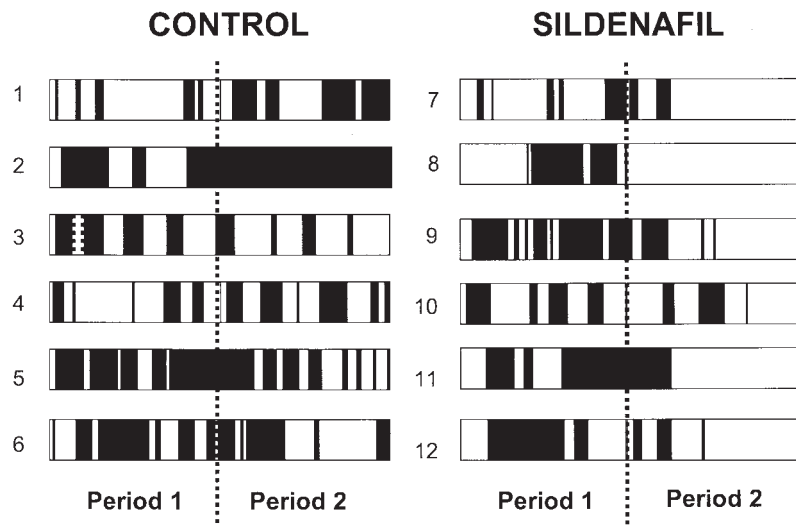 CONTROL
1
2
3
4
5
6
Period 1
Period 2
SILDENAFIL
7
8
9
10
11
12
Period 1
Period 2